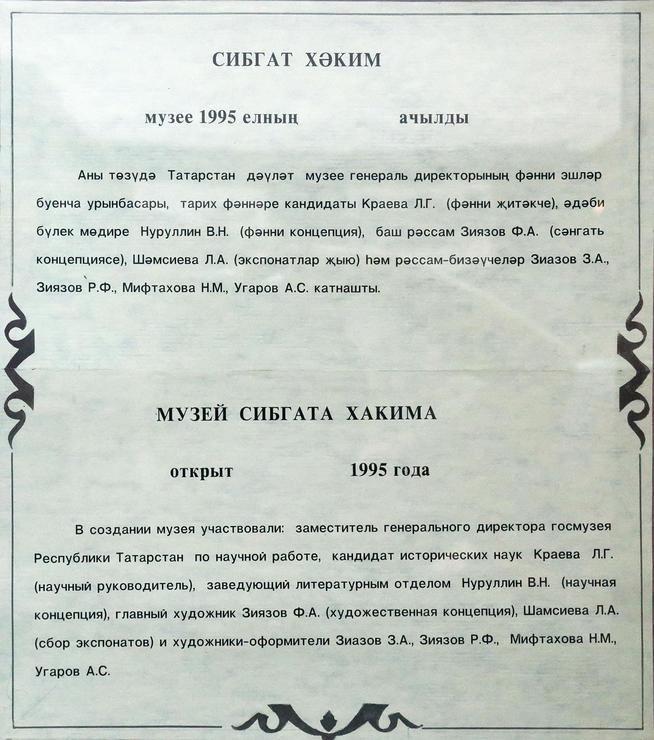 СИБГАТ ХӘКИМ
музее 1995 елның ачылды
Аны төзүдә Татарстан дәүләт музее генераль директорының фәнни эшләр
буенча урынбасары, тарих фәннәре кандидаты Краева Л.Г. (фәнни җитәкче), әдәби
бүлек мөдире Нуруллин В.Н. (фәнни концепция), баш рәссам Зиязов Ф.А. (сәнгать
концепциясе), Шәмсиева Л.А. (экспонатлар җыю) һәм рәссам-бизәүчеләр Зиазов З.А.,
Зиязов Р.Ф., Мифтахова Н.М., Угаров А.С. катнашты.
МУЗЕЙ СИБГАТА ХАКИМА
открыт 1995 года
В создании музея участвовали: заместитель генерального директора госмузея
Республики Татарстан по научной работе, кандидат исторических наук Краева Л.Г.
(научный руководитель), заведующий литературным отделом Нуруллин В.Н. (научная
концепция), главный художник Зиязов Ф.А. (художественная концепция), Шамсиева Л.А.
(сбор экспонатов) и художники-оформители Зиазов З.А., Зиязов Р.Ф., Мифтахова Н.М.,
Угаров А.С.